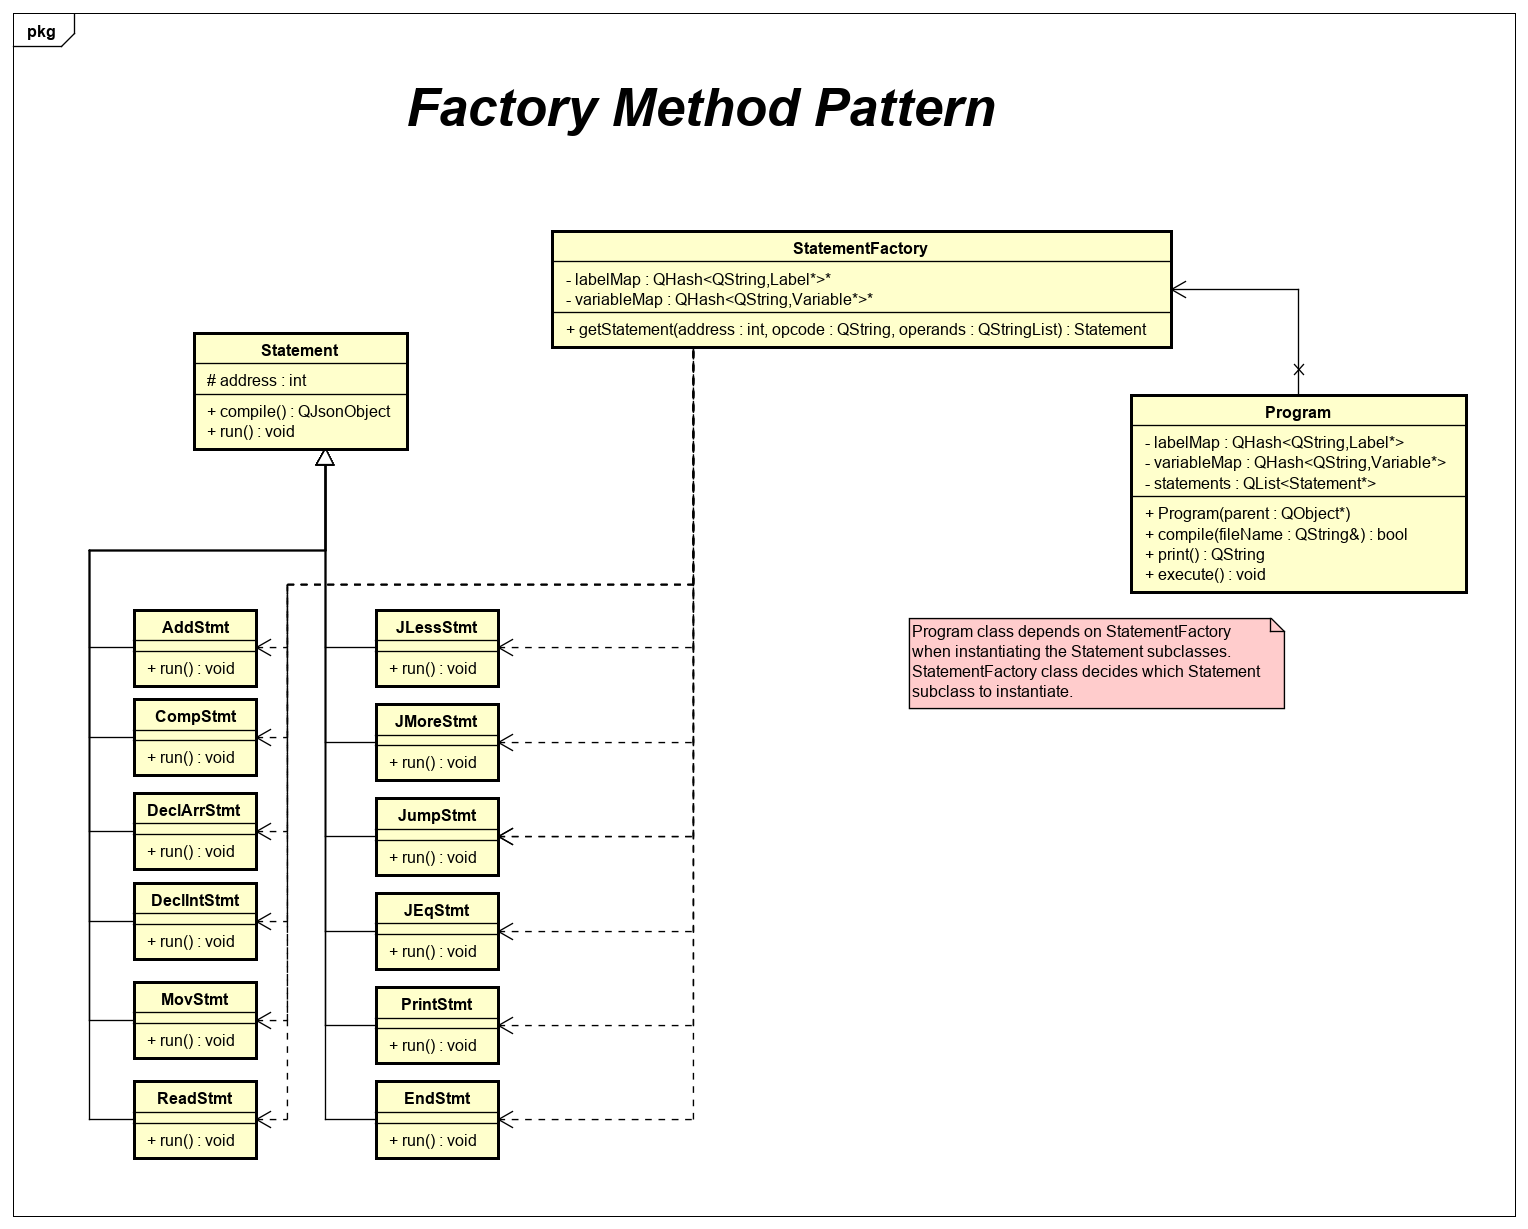 pkg
Factory Method Pattern
StatementFactory
- labelMap : QHash<QString,Label*>*
- variableMap : QHash<QString,Variable*>*
+ getStatement(address : int, opcode : QString, operands : QStringList) : Statement
Statement
# address : int
+ compile() : QJsonObject
+ run() : void
Program
- labelMap : QHash<QString,Label*>
- variableMap : QHash<QString,Variable*>
- statements : QList<Statement*>
+ Program(parent : QObject*)
+ compile(fileName : QString&) : bool
+ print() : QString
+ execute() : void
Program class depends on StatementFactory
when instantiating the Statement subclasses.
StatementFactory class decides which Statement
subclass to instantiate.
AddStmt
+ run() : void
CompStmt
+ run() : void
DeclArrStmt
+ run() : void
DeclIntStmt
+ run() : void
MovStmt
+ run() : void
ReadStmt
+ run() : void
JLessStmt
+ run() : void
JMoreStmt
+ run() : void
JumpStmt
+ run() : void
JEqStmt
+ run() : void
PrintStmt
+ run() : void
EndStmt
+ run() : void